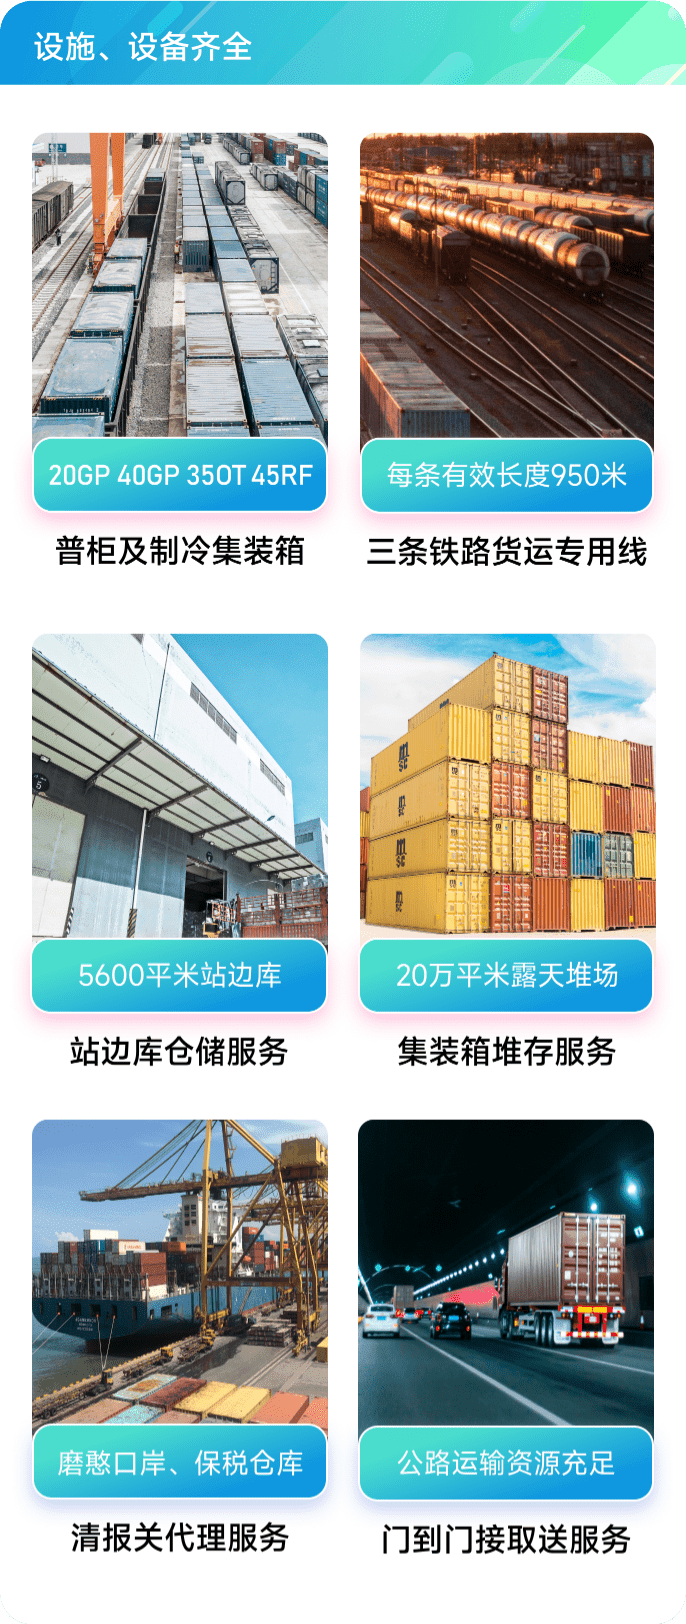 设施、设备齐全
20GP 40GP 35OT 45RF
每条有效长度950米
普柜及制冷集装箱
三条铁路货运专用线
5
7
msc
msc
5600平米站边库
20万平米露天堆场
站边库仓储服务
集装箱堆存服务
磨憨口岸、保税仓库
公路运输资源充足
清报关代理服务
门到门接取送服务